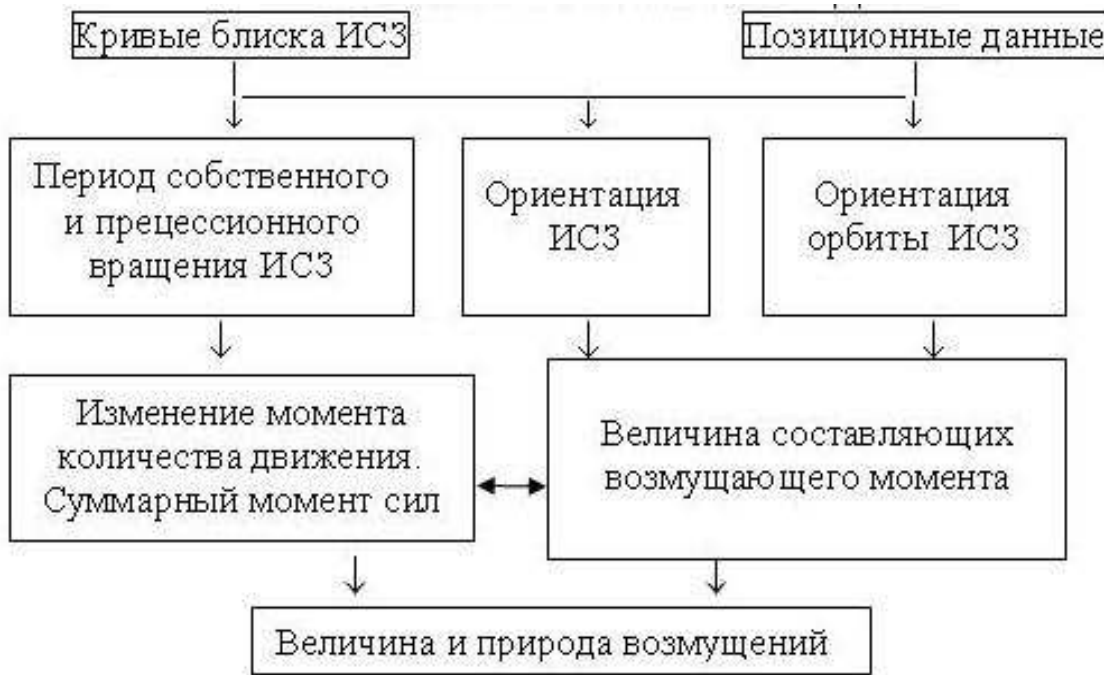 Кривые блиска ИСЗ
Позиционные данные
Период собственного
и прецессионного
вращения ИСЗ
Ориентация
ИСЗ
Ориентация
орбиты ИСЗ
Изменение момента
количества движения.
Суммарный момент сил
Величина составляющих
возмущающего момента
Величина и природа возмущений